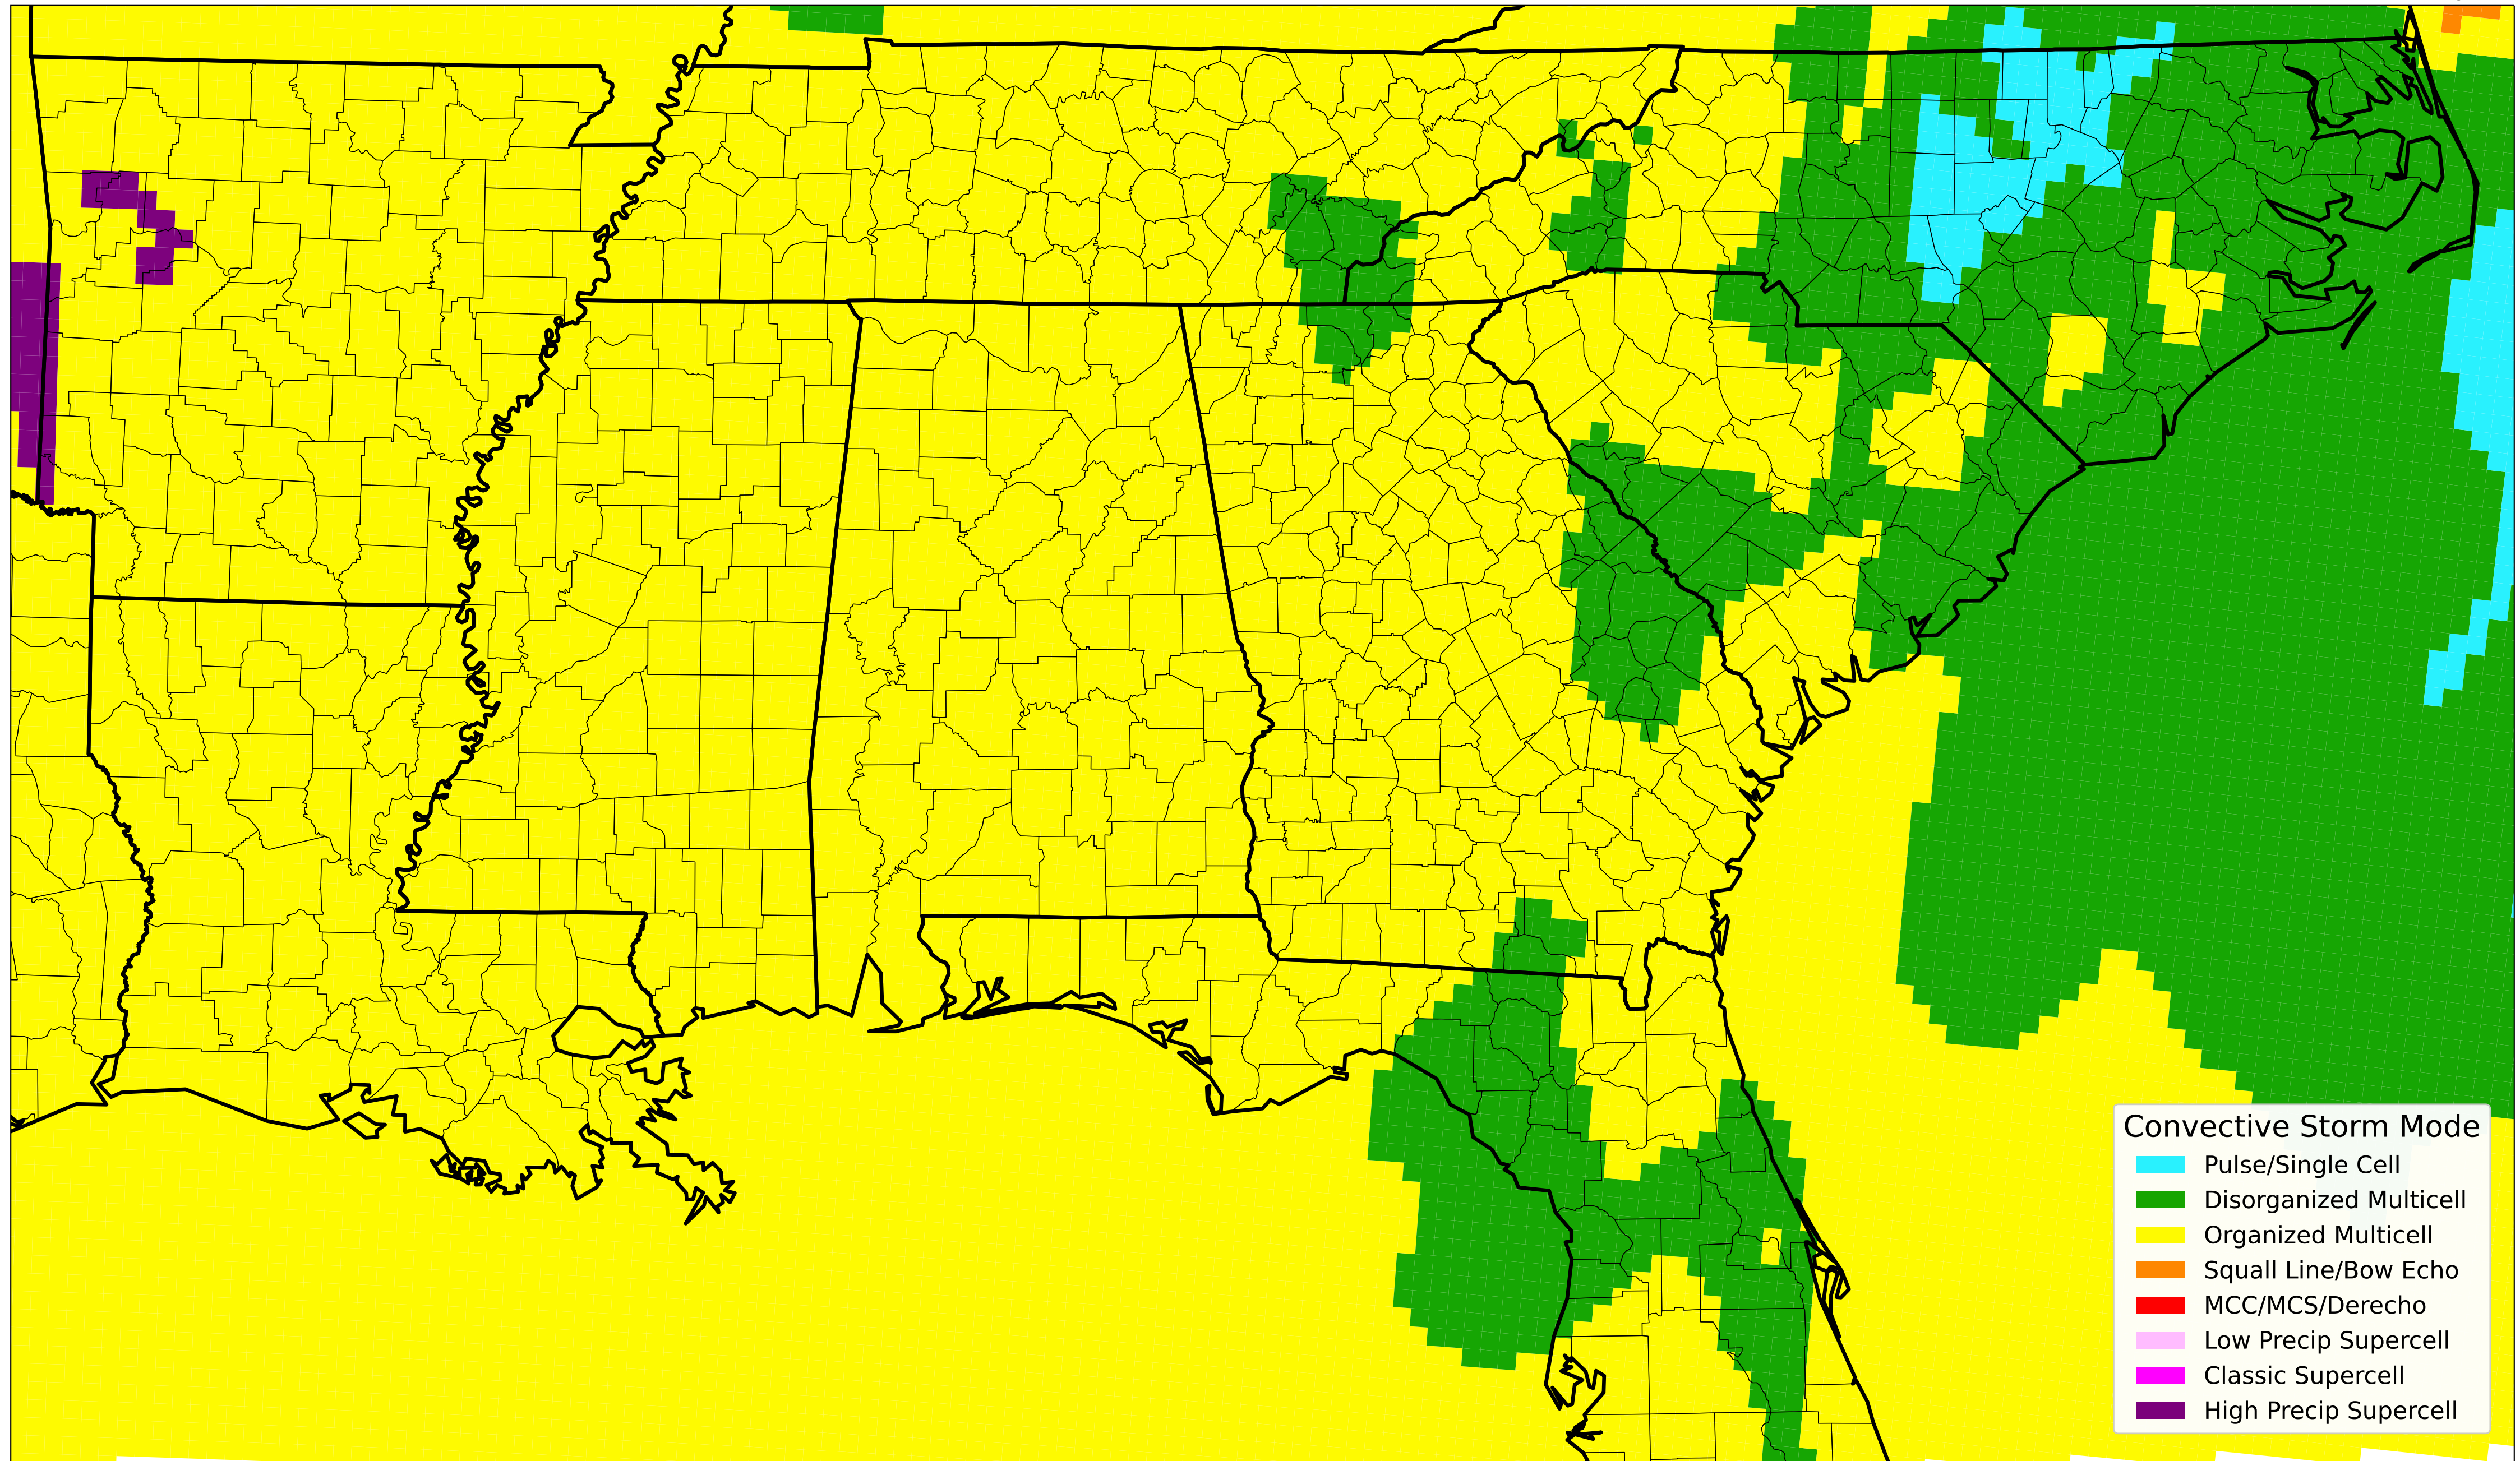 Convective Storm Mode
Pulse/Single Cell
Disorganized Multicell
Organized Multicell
Squall Line/Bow Echo
MCC/MCS/Derecho
Low Precip Supercell
Classic Supercell
High Precip Supercell